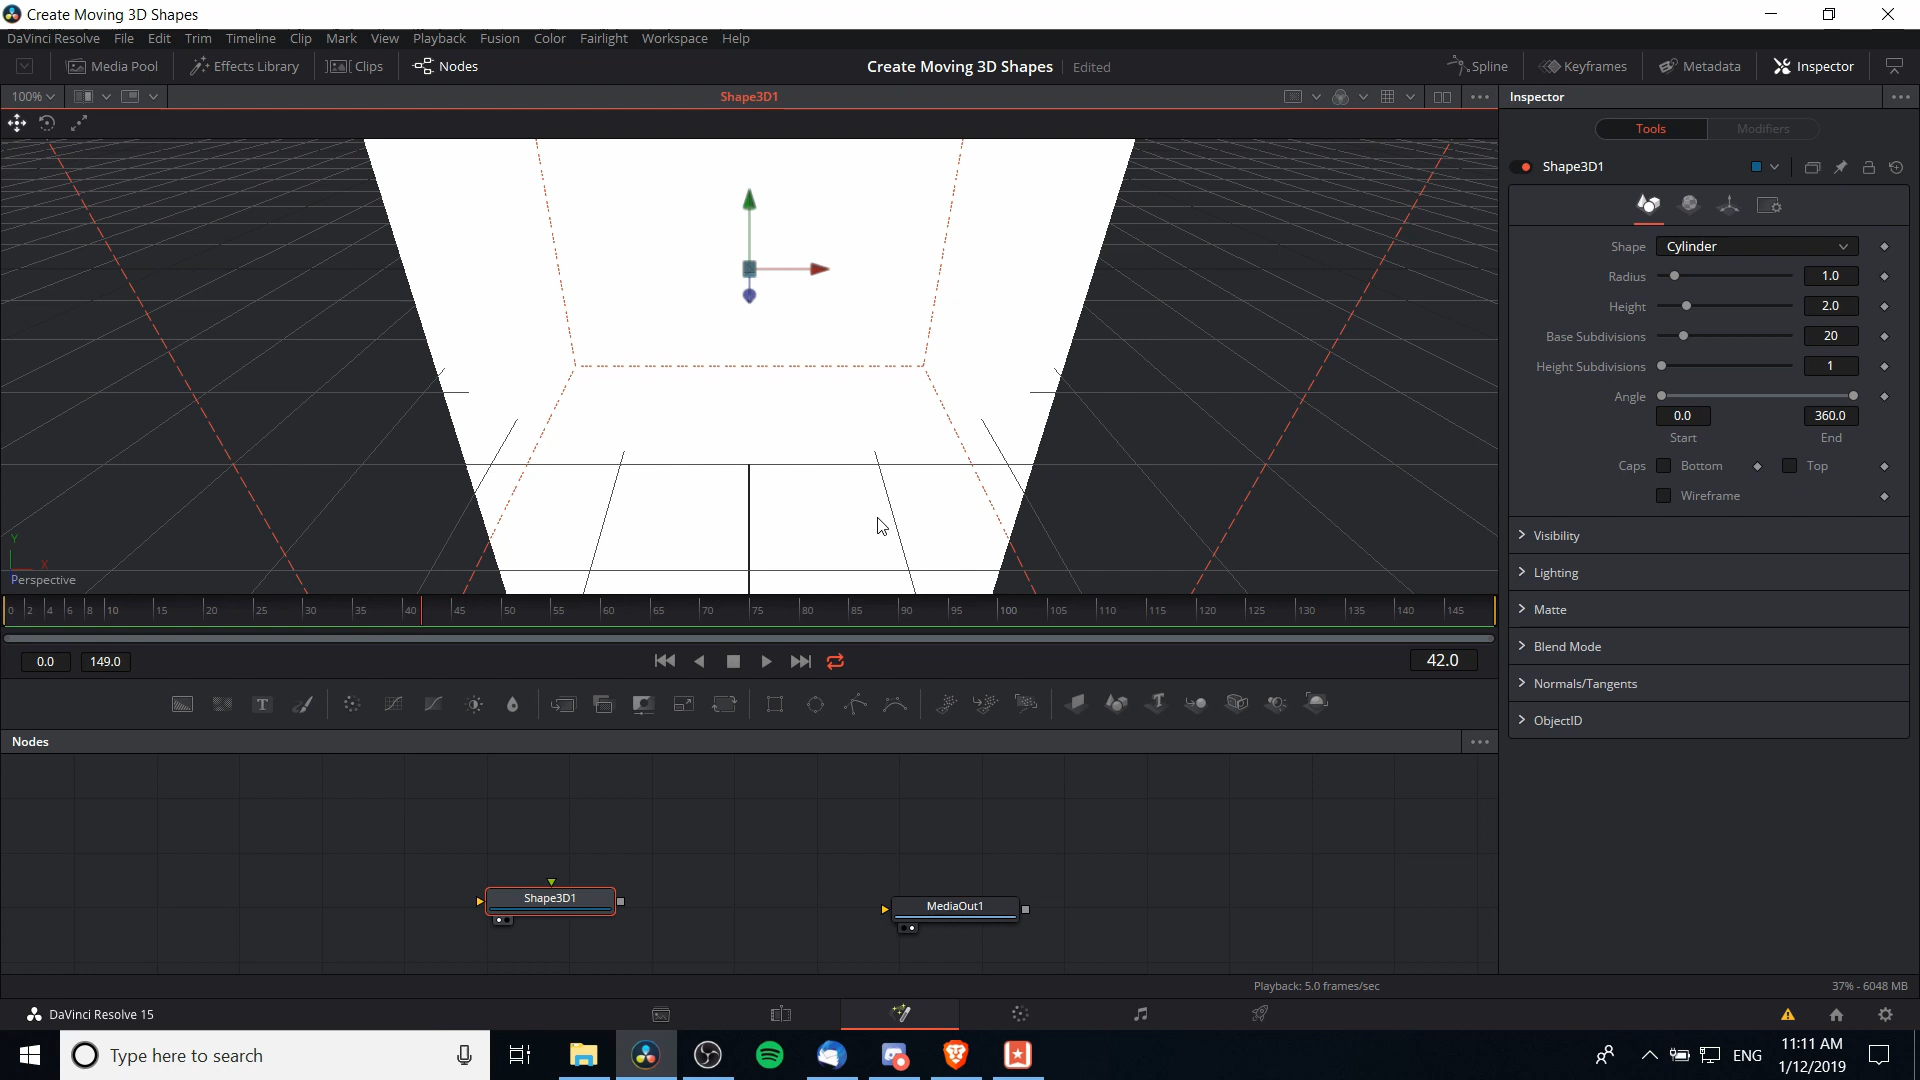 Create Moving 3D Shapes
DaVinci Resolve File Edit Trim Timeline Clip Mark View Playback Fusion Color Fairlight Workspace Help
Media Pool Effects Library Clips Nodes Create Moving 3D Shapes Edited Spline Keyframes Metadata Inspector
100% Shape3D1 Inspector
Tools Modifiers
Shape3D1
Shape Cylinder
Radius 1.0
Height 2.0
Base Subdivisions 20
Height Subdivisions 1
Angle
0.0 360.0
Start End
Caps Bottom Top
Wireframe
Visibility
Lighting
Matte
Blend Mode
Normals/Tangents
ObjectID
Y
X
Perspective
0 2 4 6 8 10 15 20 25 30 35 40 45 50 55 60 65 70 75 80 85 90 95 100 105 110 115 120 125 130 135 140 145
0.0 149.0 42.0
T T
Nodes
Shape3D1
MediaOut1
Playback: 5.0 frames/sec 37% - 6048 MB
DaVinci Resolve 15
Type here to search ENG 11:11 AM
1/12/2019